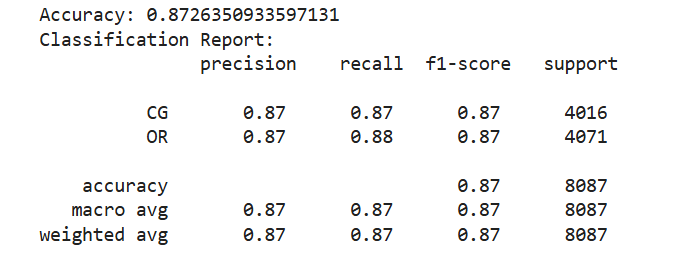 Accuracy: 0.8726350933597131
Classification Report:
precision recall f1-score support
CG 0.87 0.87 0.87 4016
OR 0.87 0.88 0.87 4071
accuracy 0.87 8087
macro avg 0.87 0.87 0.87 8087
weighted avg 0.87 0.87 0.87 8087